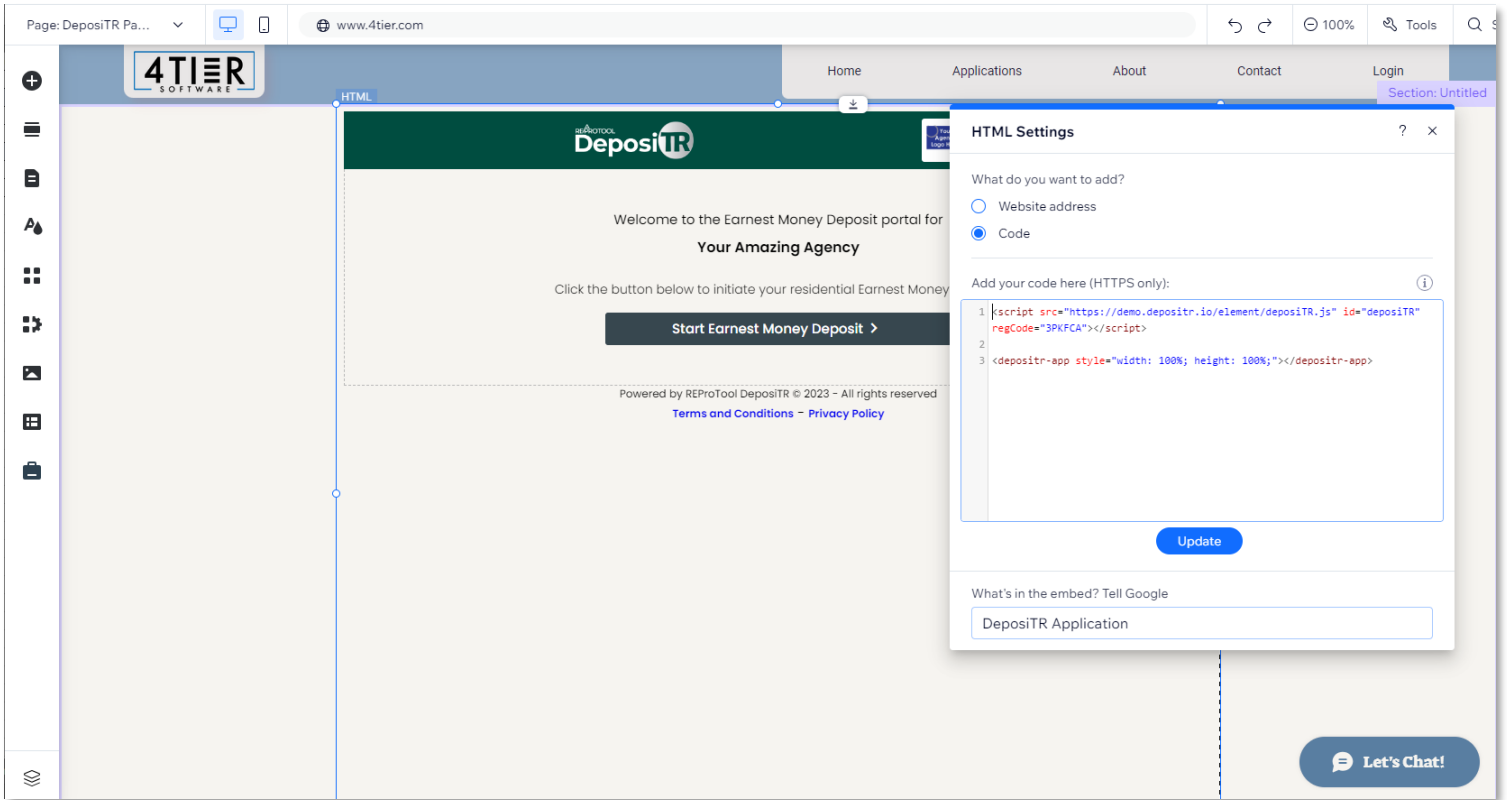 Page: DeposiTR Pa...
www.4tier.com
100%
Tools
4TIER
SOFTWARE
Home
Applications
About
Contact
Login
Section: Untitled
HTML
REPROTOOL
DeposiTR
HTML Settings
?
What do you want to add?
Website address
Code
Welcome to the Earnest Money Deposit portal for
Your Amazing Agency
Click the button below to initiate your residential Earnest Money
Start Earnest Money Deposit
Powered by REProTool DeposiTR © 2023 - All rights reserved
Terms and Conditions – Privacy Policy
Add your code here (HTTPS only):
1 <script src="https://demo.depositr.io/element/deposiTR.js" id="deposiTR"
regCode="3PKFCA"></script>
2
3 <depositr-app style="width: 100%; height: 100%;"></depositr-app>
Update
What's in the embed? Tell Google
DeposiTR Application
Let's Chat!